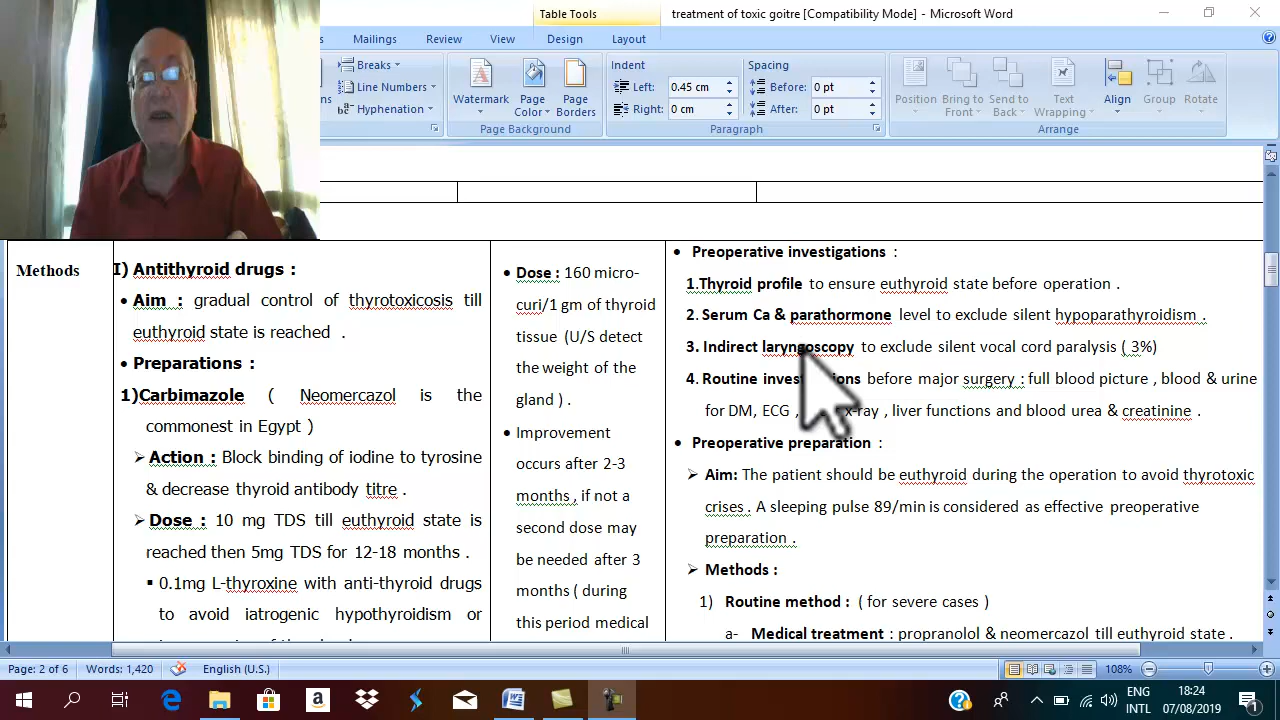 Table Tools
treatment of toxic goitre [Compatibility Mode] - Microsoft Word
Mailings Review View Design Layout
Breaks
Line Numbers
Hyphenation
Watermark
Page Color
Page Borders
Page Background
Indent
Left: 0.45 cm
Right: 0 cm
Spacing
Before: 0 pt
After: 0 pt
Paragraph
Position
Bring to Front
Send to Back
Text Wrapping
Align
Group
Rotate
Arrange
Methods
I) Antithyroid drugs :
• Aim : gradual control of thyrotoxicosis till
euthyroid state is reached .
• Preparations :
1)Carbimazole ( Neomercazol is the
commonest in Egypt )
➢ Action : Block binding of iodine to tyrosine
& decrease thyroid antibody titre .
➢ Dose : 10 mg TDS till euthyroid state is
reached then 5mg TDS for 12-18 months .
▪ 0.1mg L-thyroxine with anti-thyroid drugs
to avoid iatrogenic hypothyroidism or
• Dose : 160 micro-
curi/1 gm of thyroid
tissue (U/S detect
the weight of the
gland ) .
• Improvement
occurs after 2-3
months , if not a
second dose may
be needed after 3
months ( during
this period medical
• Preoperative investigations :
1.Thyroid profile to ensure euthyroid state before operation .
2. Serum Ca & parathormone level to exclude silent hypoparathyroidism .
3. Indirect laryngoscopy to exclude silent vocal cord paralysis ( 3%)
4. Routine investigations before major surgery : full blood picture , blood & urine
for DM, ECG , x-ray , liver functions and blood urea & creatinine .
• Preoperative preparation :
➢ Aim: The patient should be euthyroid during the operation to avoid thyrotoxic
crises . A sleeping pulse 89/min is considered as effective preoperative
preparation .
➢ Methods :
1) Routine method : ( for severe cases )
a- Medical treatment : propranolol & neomercazol till euthyroid state .
Page: 2 of 6 Words: 1,420 English (U.S.) 108%
ENG
INTL
18:24
07/08/2019
1